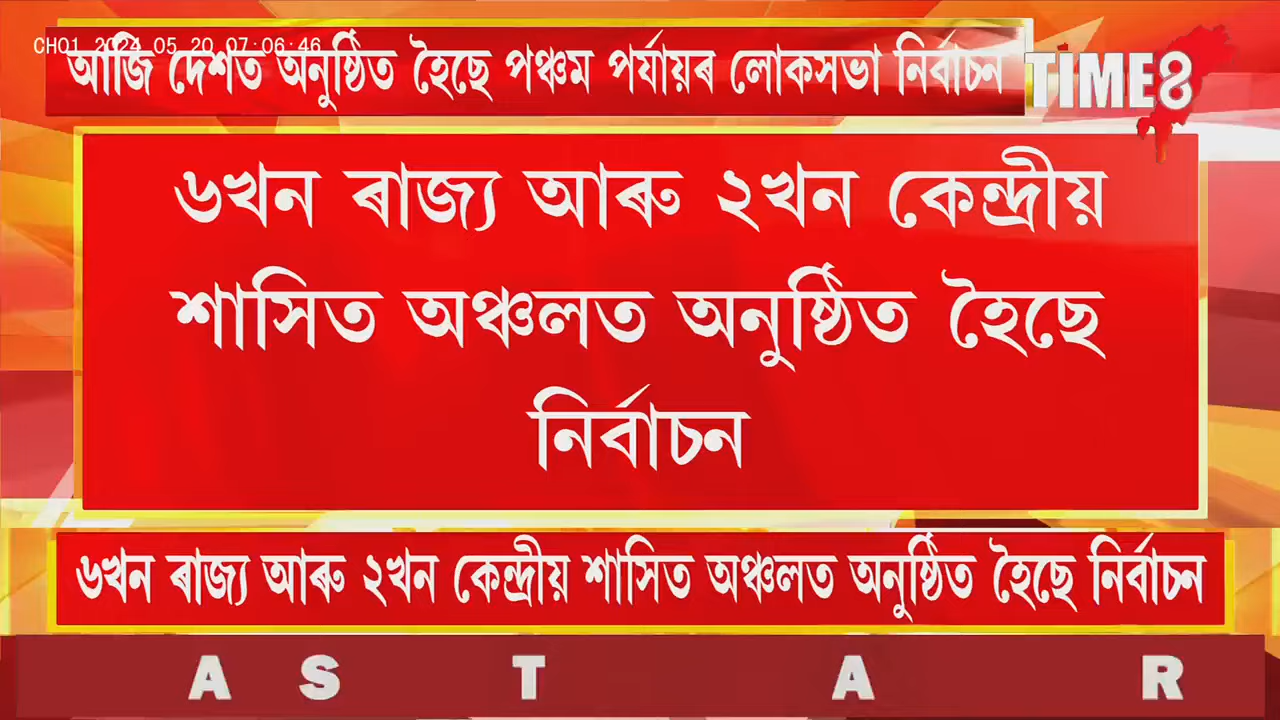 CH01 2024 05 20 07:06:46
আজি দেশত অনুষ্ঠিত হৈছে পঞ্চম পৰ্যায়ৰ লোকসভা নিৰ্বাচন
TIME8
৬খন ৰাজ্য আৰু ২খন কেন্দ্ৰীয়
শাসিত অঞ্চলত অনুষ্ঠিত হৈছে
নিৰ্বাচন
৬খন ৰাজ্য আৰু ২খন কেন্দ্ৰীয় শাসিত অঞ্চলত অনুষ্ঠিত হৈছে নিৰ্বাচন
A S T A R